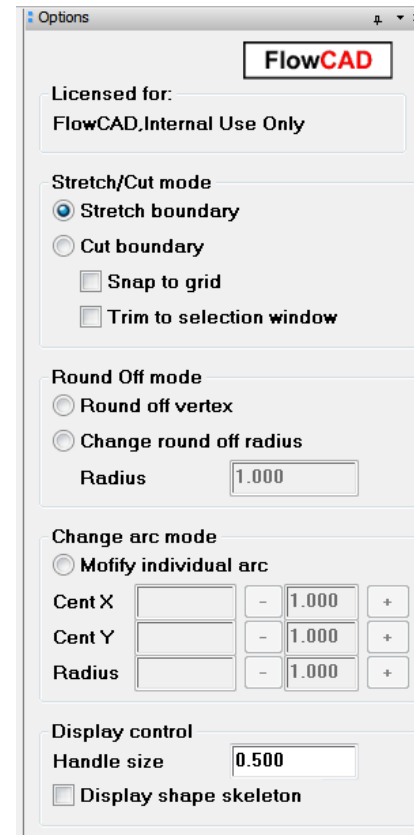 Options
FlowCAD
Licensed for:
FlowCAD,Internal Use Only
Stretch/Cut mode
Stretch boundary
Cut boundary
Snap to grid
Trim to selection window
Round Off mode
Round off vertex
Change round off radius
Radius 1.000
Change arc mode
Mofify individual arc
Cent X - 1.000 +
Cent Y - 1.000 +
Radius - 1.000 +
Display control
Handle size 0.500
Display shape skeleton